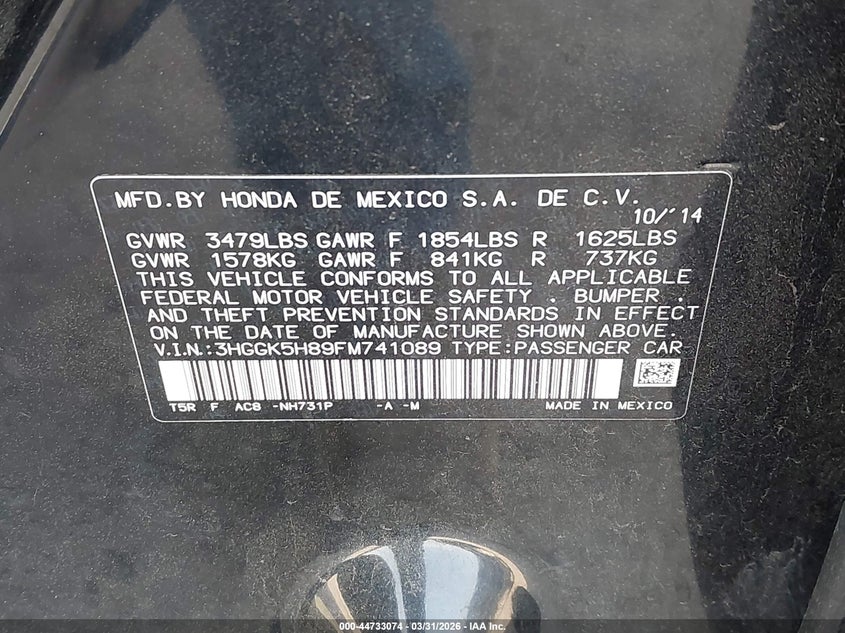 MFD.BY HONDA DE MEXICO S.A. DE C.V.
10/'14
GVWR 3479LBS GAWR F 1854LBS R 1625LBS
GVWR 1578KG GAWR F 841KG R 737KG
THIS VEHICLE CONFORMS TO ALL APPLICABLE
FEDERAL MOTOR VEHICLE SAFETY , BUMPER ,
AND THEFT PREVENTION STANDARDS IN EFFECT
ON THE DATE OF MANUFACTURE SHOWN ABOVE.
V.I.N.:3HGGK5H89FM741089 TYPE:PASSENGER CAR
T5R F AC8 -NH731P -A -M MADE IN MEXICO
000-44733074 - 03/31/2026 - IAA Inc.